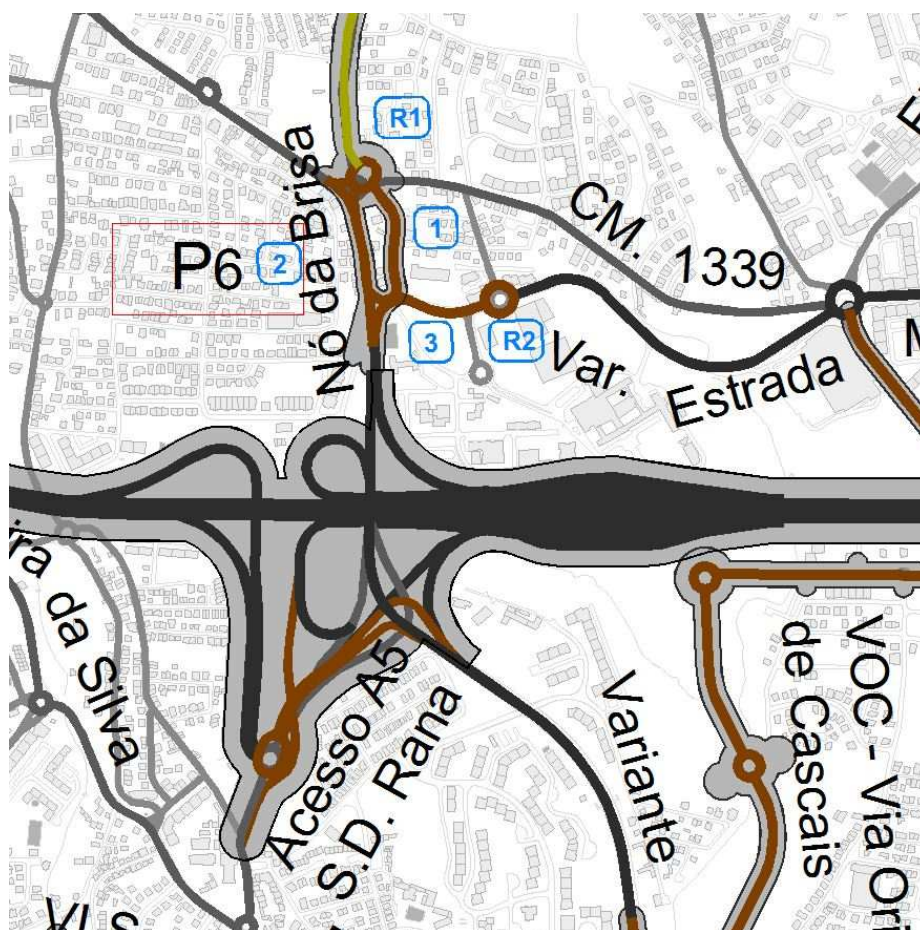 R1
Nó da Brisa
1
CM. 1339
P6
2
3
R2
Var.
Estrada
da Silva
Acesso A5
S.D. Rana
Variante
VOC - Via Ori
de Cascais